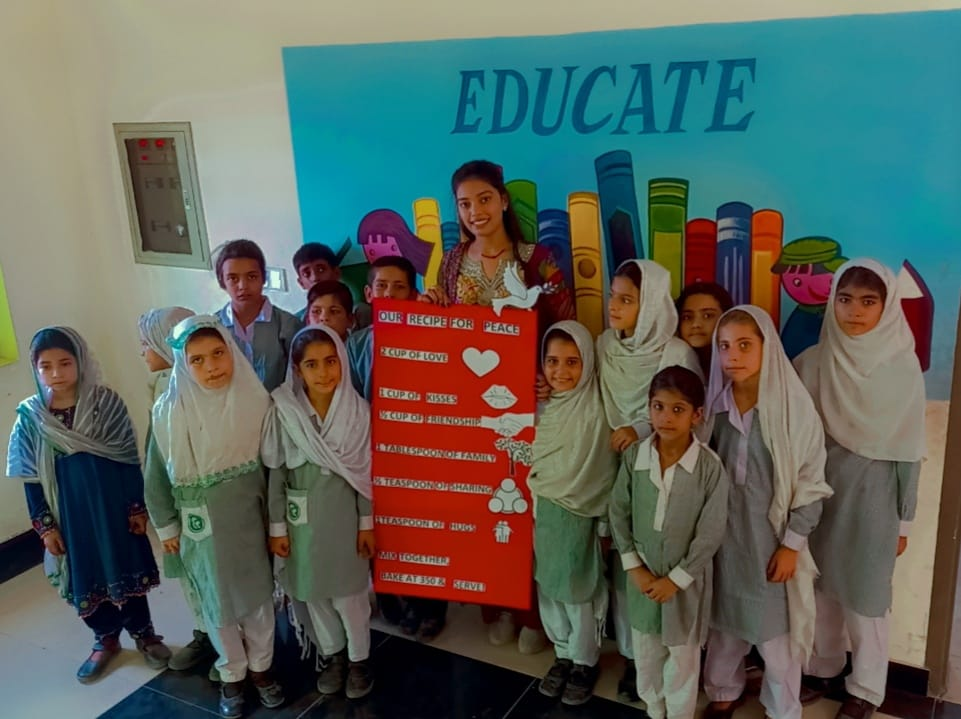 EDUCATE
OUR RECIPE FOR PEACE
2 CUP OF LOVE
1 CUP OF KISSES
½ CUP OF FRIENDSHIP
1 TABLESPOON OF FAMILY
½ TEASPOON OF SHARING
1 TEASPOON OF HUGS
MIX TOGETHER,
BAKE AT 350 & SERVE!